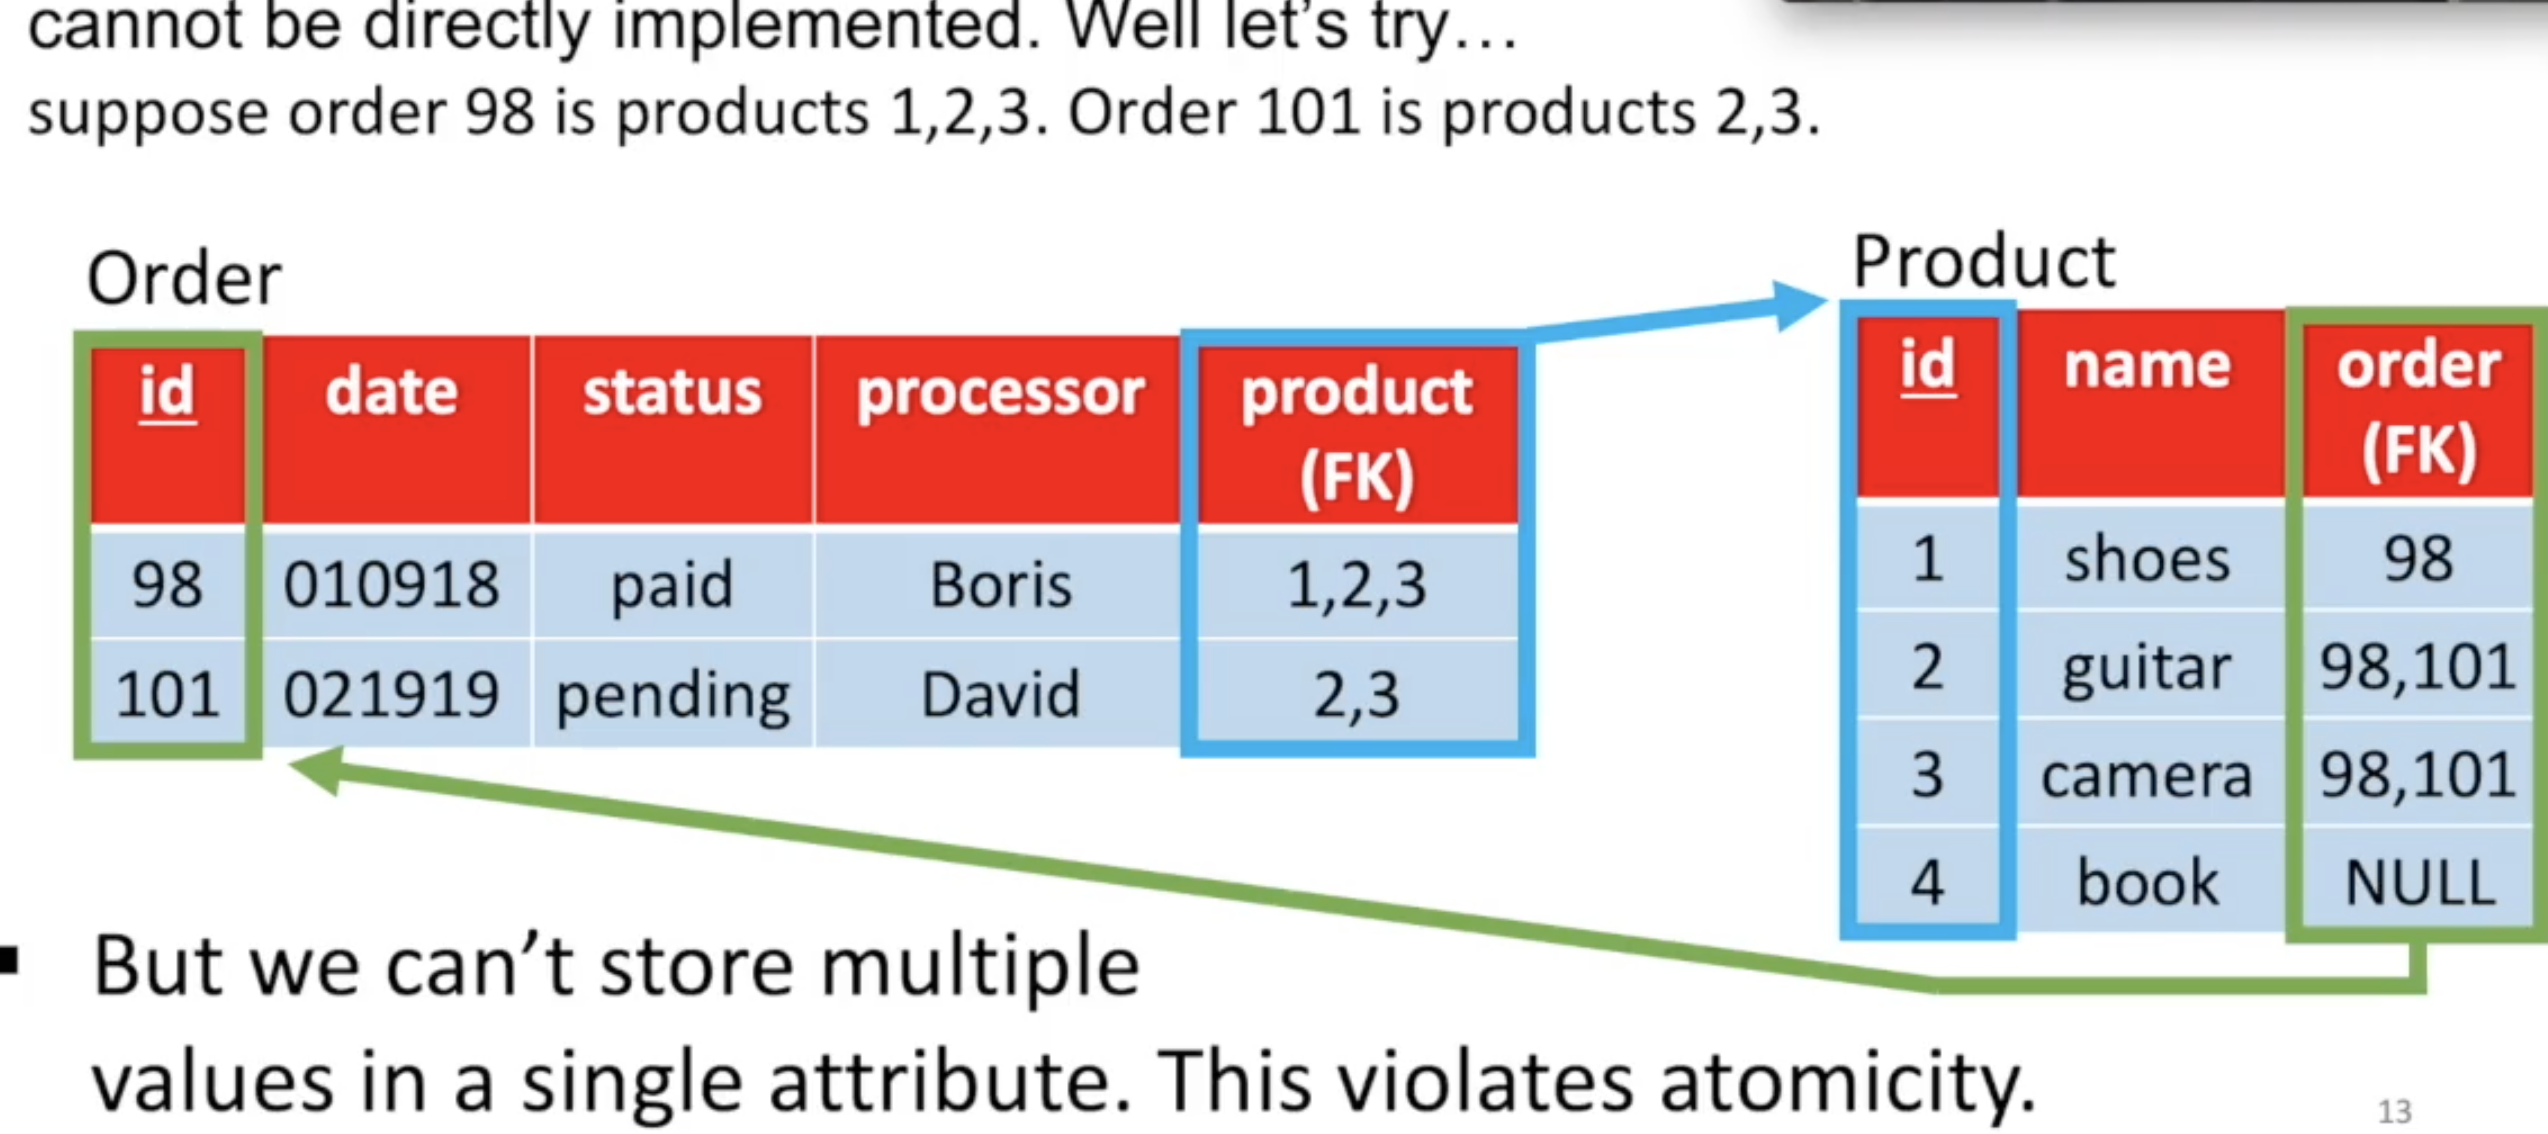 cannot be directly implemented. Well let's try…
suppose order 98 is products 1,2,3. Order 101 is products 2,3.
Order
id date status processor product (FK)
98 010918 paid Boris 1,2,3
101 021919 pending David 2,3
Product
id name order (FK)
1 shoes 98
2 guitar 98,101
3 camera 98,101
4 book NULL
▪ But we can't store multiple
values in a single attribute. This violates atomicity.
13